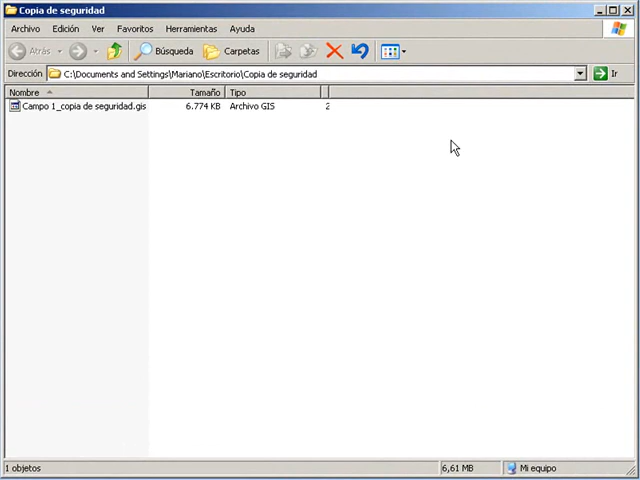 Copia de seguridad
Archivo Edición Ver Favoritos Herramientas Ayuda
Atrás Búsqueda Carpetas
Dirección C:\Documents and Settings\Mariano\Escritorio\Copia de seguridad Ir
Nombre Tamaño Tipo
Campo 1_copia de seguridad.gis 6.774 KB Archivo GIS 2
1 objetos 6,61 MB Mi equipo